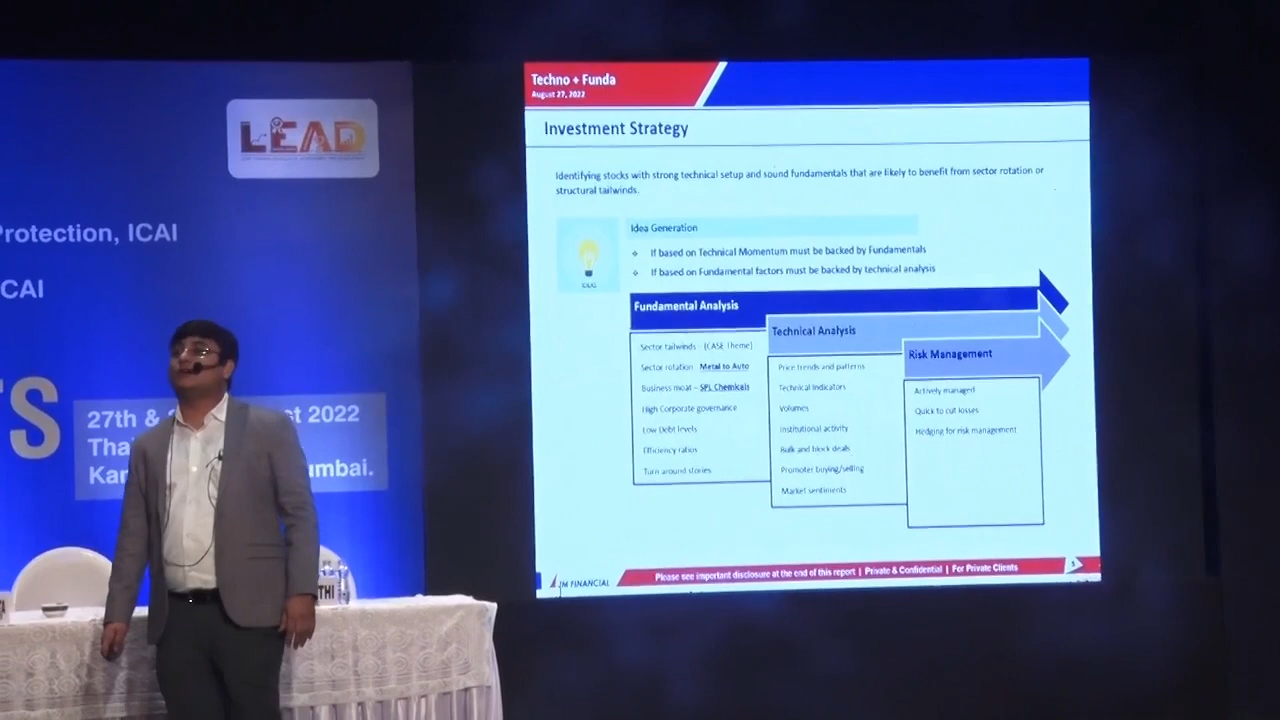 LEAD
Protection, ICAI
CAI
TS
27th & st 2022
Tha
Kar umbai.
THI
Techno + Funda
August 27, 2022
Investment Strategy
Identifying stocks with strong technical setup and sound fundamentals that are likely to benefit from sector rotation or
structural tailwinds.
Idea Generation
❖ If based on Technical Momentum must be backed by Fundamentals
❖ If based on Fundamental factors must be backed by technical analysis
Fundamental Analysis
Sector tailwinds - (CASE Theme)
Sector rotation Metal to Auto
Business moat – SPL Chemicals
High Corporate governance
Low Debt levels
Efficiency ratios
Turn around stories
Technical Analysis
Price trends and patterns
Technical Indicators
Volumes
Institutional activity
Bulk and block deals
Promoter buying/selling
Market sentiments
Risk Management
Actively managed
Quick to cut losses
Hedging for risk management
JM FINANCIAL
Please see important disclosure at the end of this report | Private & Confidential | For Private Clients